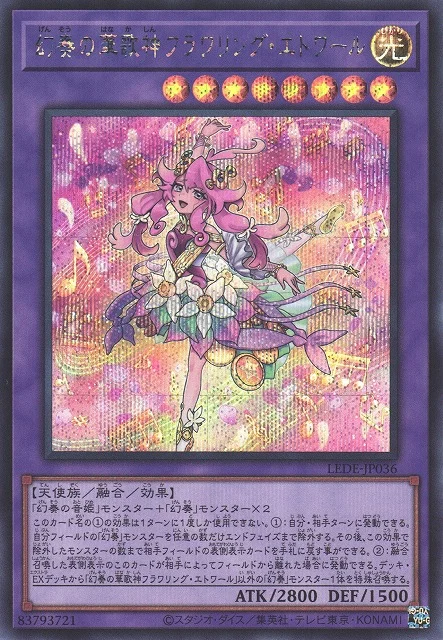 幻奏の華歌神フラワリング・エトワール
光
LEDE-JP036
【天使族／融合／効果】
「幻奏の音姫」モンスター＋「幻奏」モンスター×２
このカード名の①の効果は１ターンに１度しか使用できない。①：自分・相手ターンに発動できる。
自分フィールドの「幻奏」モンスターを任意の数だけエンドフェイズまで除外する。その後、この効果で
除外したモンスターの数まで相手フィールドの表側表示カードを手札に戻す事ができる。②：融合
召喚した表側表示のこのカードが相手によってフィールドから離れた場合に発動できる。デッキ・
EXデッキから「幻奏の華歌神フラワリング・エトワール」以外の「幻奏」モンスター１体を特殊召喚する。
ATK/2800 DEF/1500
83793721
©スタジオ・ダイス／集英社・テレビ東京・KONAMI